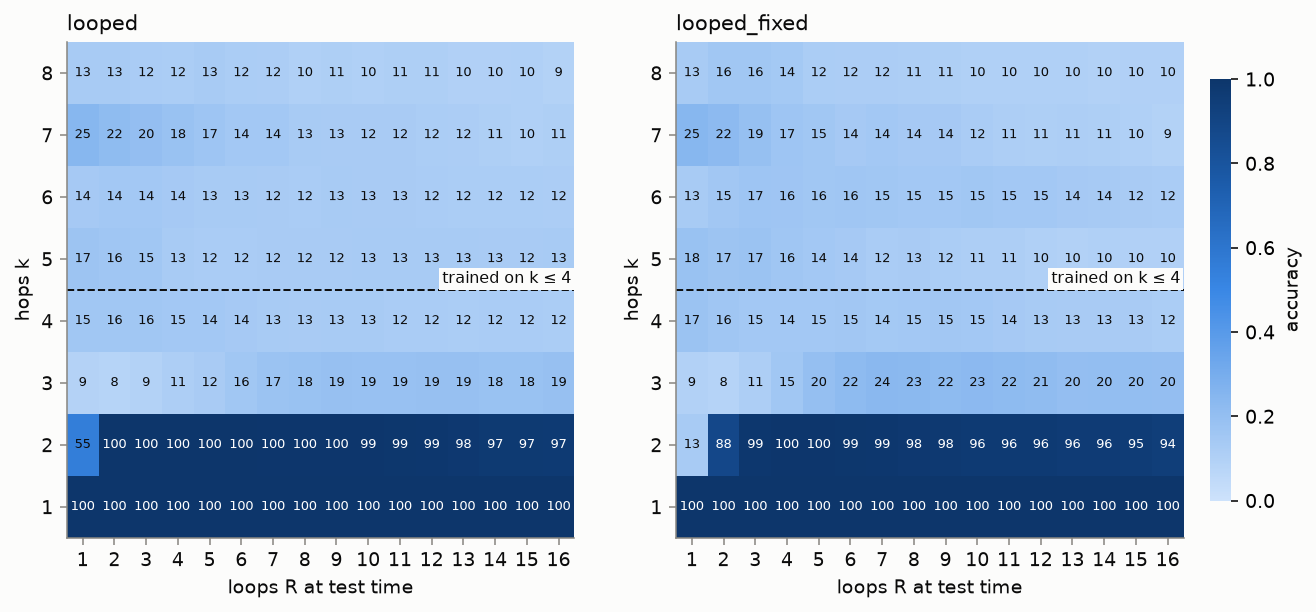 looped
8 13 13 12 12 13 12 12 10 11 10 11 11 10 10 10 9
7 25 22 20 18 17 14 14 13 13 12 12 12 12 11 10 11
6 14 14 14 14 13 13 12 12 13 13 13 12 12 12 12 12
5 17 16 15 13 12 12 12 12 12 13 13 13 13 13 12 13
trained on k ≤ 4
4 15 16 16 15 14 14 13 13 13 13 12 12 12 12 12 12
3 9 8 9 11 12 16 17 18 19 19 19 19 19 18 18 19
2 55 100 100 100 100 100 100 100 100 99 99 99 98 97 97 97
1 100 100 100 100 100 100 100 100 100 100 100 100 100 100 100 100
1 2 3 4 5 6 7 8 9 10 11 12 13 14 15 16
hops k
loops R at test time
looped_fixed
8 13 16 16 14 12 12 12 11 11 10 10 10 10 10 10 10
7 25 22 19 17 15 14 14 14 14 12 11 11 11 11 10 9
6 13 15 17 16 16 16 15 15 15 15 15 15 14 14 12 12
5 18 17 17 16 14 14 12 13 12 11 11 10 10 10 10 10
trained on k ≤ 4
4 17 16 15 14 15 15 14 15 15 15 14 13 13 13 13 12
3 9 8 11 15 20 22 24 23 22 23 22 21 20 20 20 20
2 13 88 99 100 100 99 99 98 98 96 96 96 96 96 95 94
1 100 100 100 100 100 100 100 100 100 100 100 100 100 100 100 100
1 2 3 4 5 6 7 8 9 10 11 12 13 14 15 16
hops k
loops R at test time
1.0
0.8
0.6
0.4
0.2
0.0
accuracy